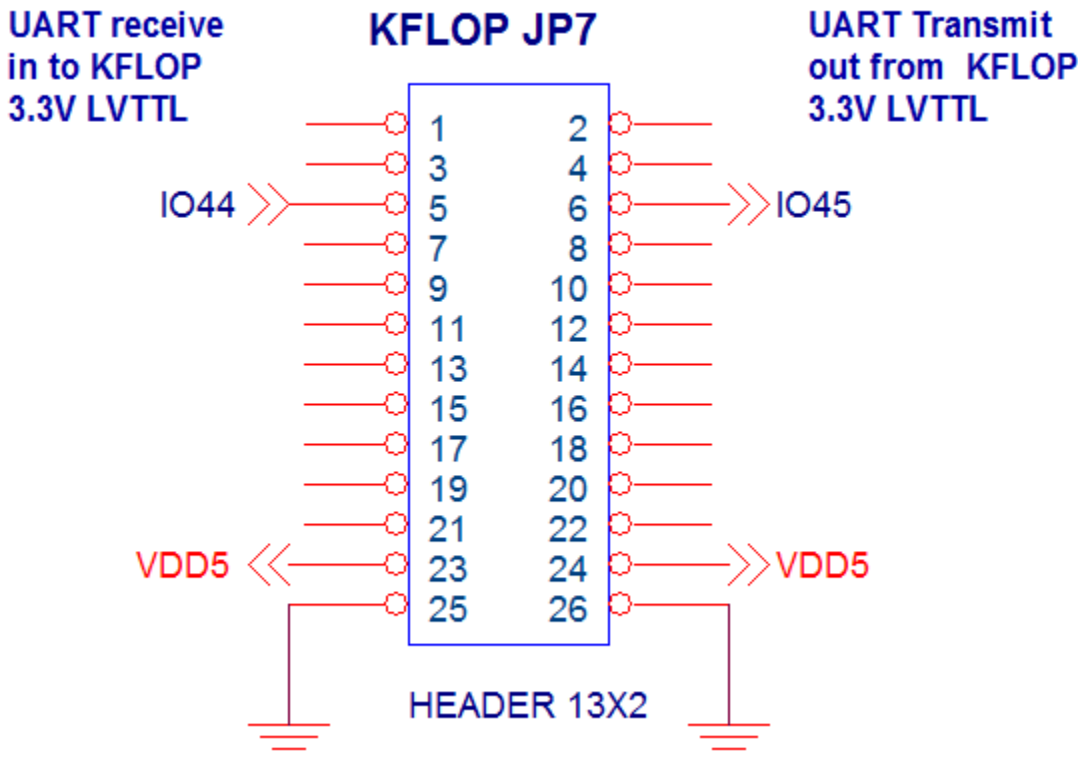 UART receive
in to KFLOP
3.3V LVTTL
KFLOP JP7
UART Transmit
out from KFLOP
3.3V LVTTL
1 2
3 4
IO44 5 6 IO45
7 8
9 10
11 12
13 14
15 16
17 18
19 20
21 22
VDD5 23 24 VDD5
25 26
HEADER 13X2